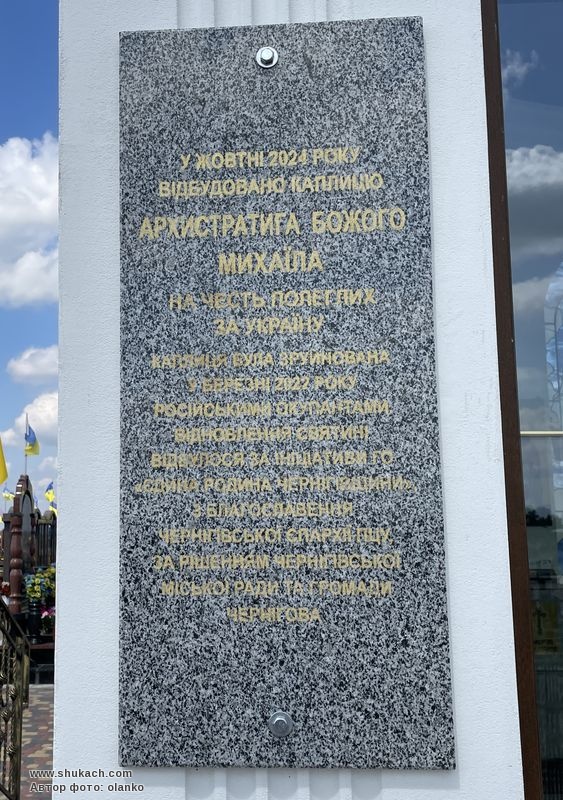 У ЖОВТНІ 2024 РОКУ
ВІДБУДОВАНО КАПЛИЦЮ
АРХИСТРАТИГА БОЖОГО
МИХАЇЛА
НА ЧЕСТЬ ПОЛЕГЛИХ
ЗА УКРАЇНУ
КАПЛИЦЯ БУЛА ЗРУЙНОВАНА
У БЕРЕЗНІ 2022 РОКУ
РОСІЙСЬКИМИ ОКУПАНТАМИ
ВІДНОВЛЕННЯ СВЯТИНІ
ВІДБУЛОСЯ ЗА ІНІЦІАТИВИ ГО
«ЄДИНА РОДИНА ЧЕРНІГІВЩИНИ»,
З БЛАГОСЛАВЕННЯ
ЧЕРНІГІВСЬКОЇ ЄПАРХІЇ ПЦУ,
ЗА РІШЕННЯМ ЧЕРНІГІВСЬКОЇ
МІСЬКОЇ РАДИ ТА ГРОМАДИ
ЧЕРНІГОВА
www.shukach.com
Автор фото: olanko